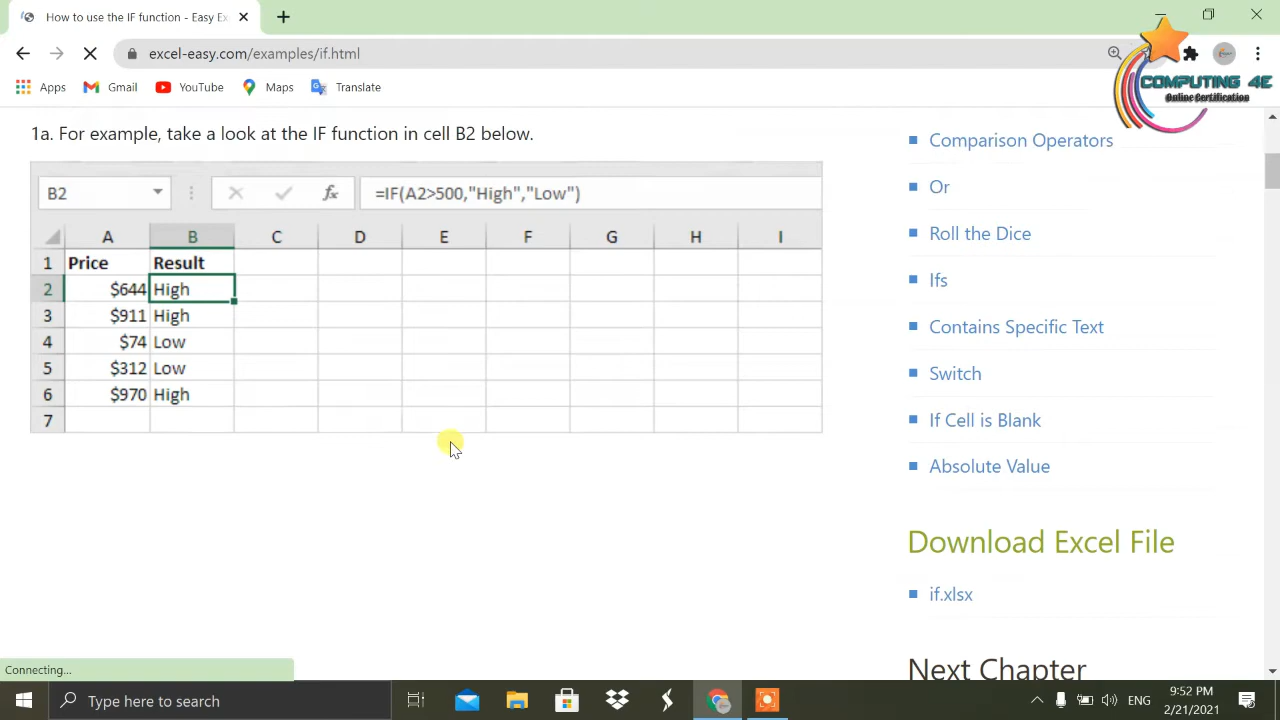 How to use the IF function - Easy Ex
excel-easy.com/examples/if.html
Apps Gmail YouTube Maps Translate
COMPUTING 4E
Online Certification
1a. For example, take a look at the IF function in cell B2 below.
B2 fx =IF(A2>500,"High","Low")
A B C D E F G H I
1 Price Result
2 $644 High
3 $911 High
4 $74 Low
5 $312 Low
6 $970 High
7
Comparison Operators
Or
Roll the Dice
Ifs
Contains Specific Text
Switch
If Cell is Blank
Absolute Value
Download Excel File
if.xlsx
Next Chapter
Connecting...
Type here to search
ENG
9:52 PM
2/21/2021